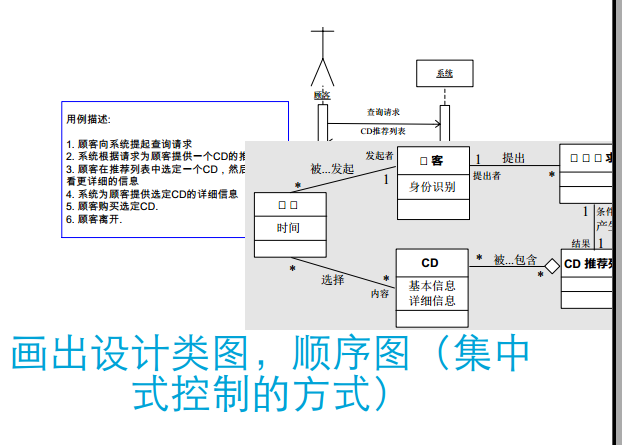 顾客
系统
查询请求
CD推荐列表
用例描述:
1. 顾客向系统提起查询请求
2. 系统根据请求为顾客提供一个CD的推
3. 顾客在推荐列表中选定一个CD，然后
看更详细的信息
4. 系统为顾客提供选定CD的详细信息
5. 顾客购买选定CD.
6. 顾客离开.
发起者
被...发起
1
*
客
身份识别
1
提出
提出者
*
求
时间
1
条件
产生
结果
1
*
选择
*
内容
CD
基本信息
详细信息
*
被...包含
*
CD 推荐列
画出设计类图，顺序图（集中
式控制的方式）